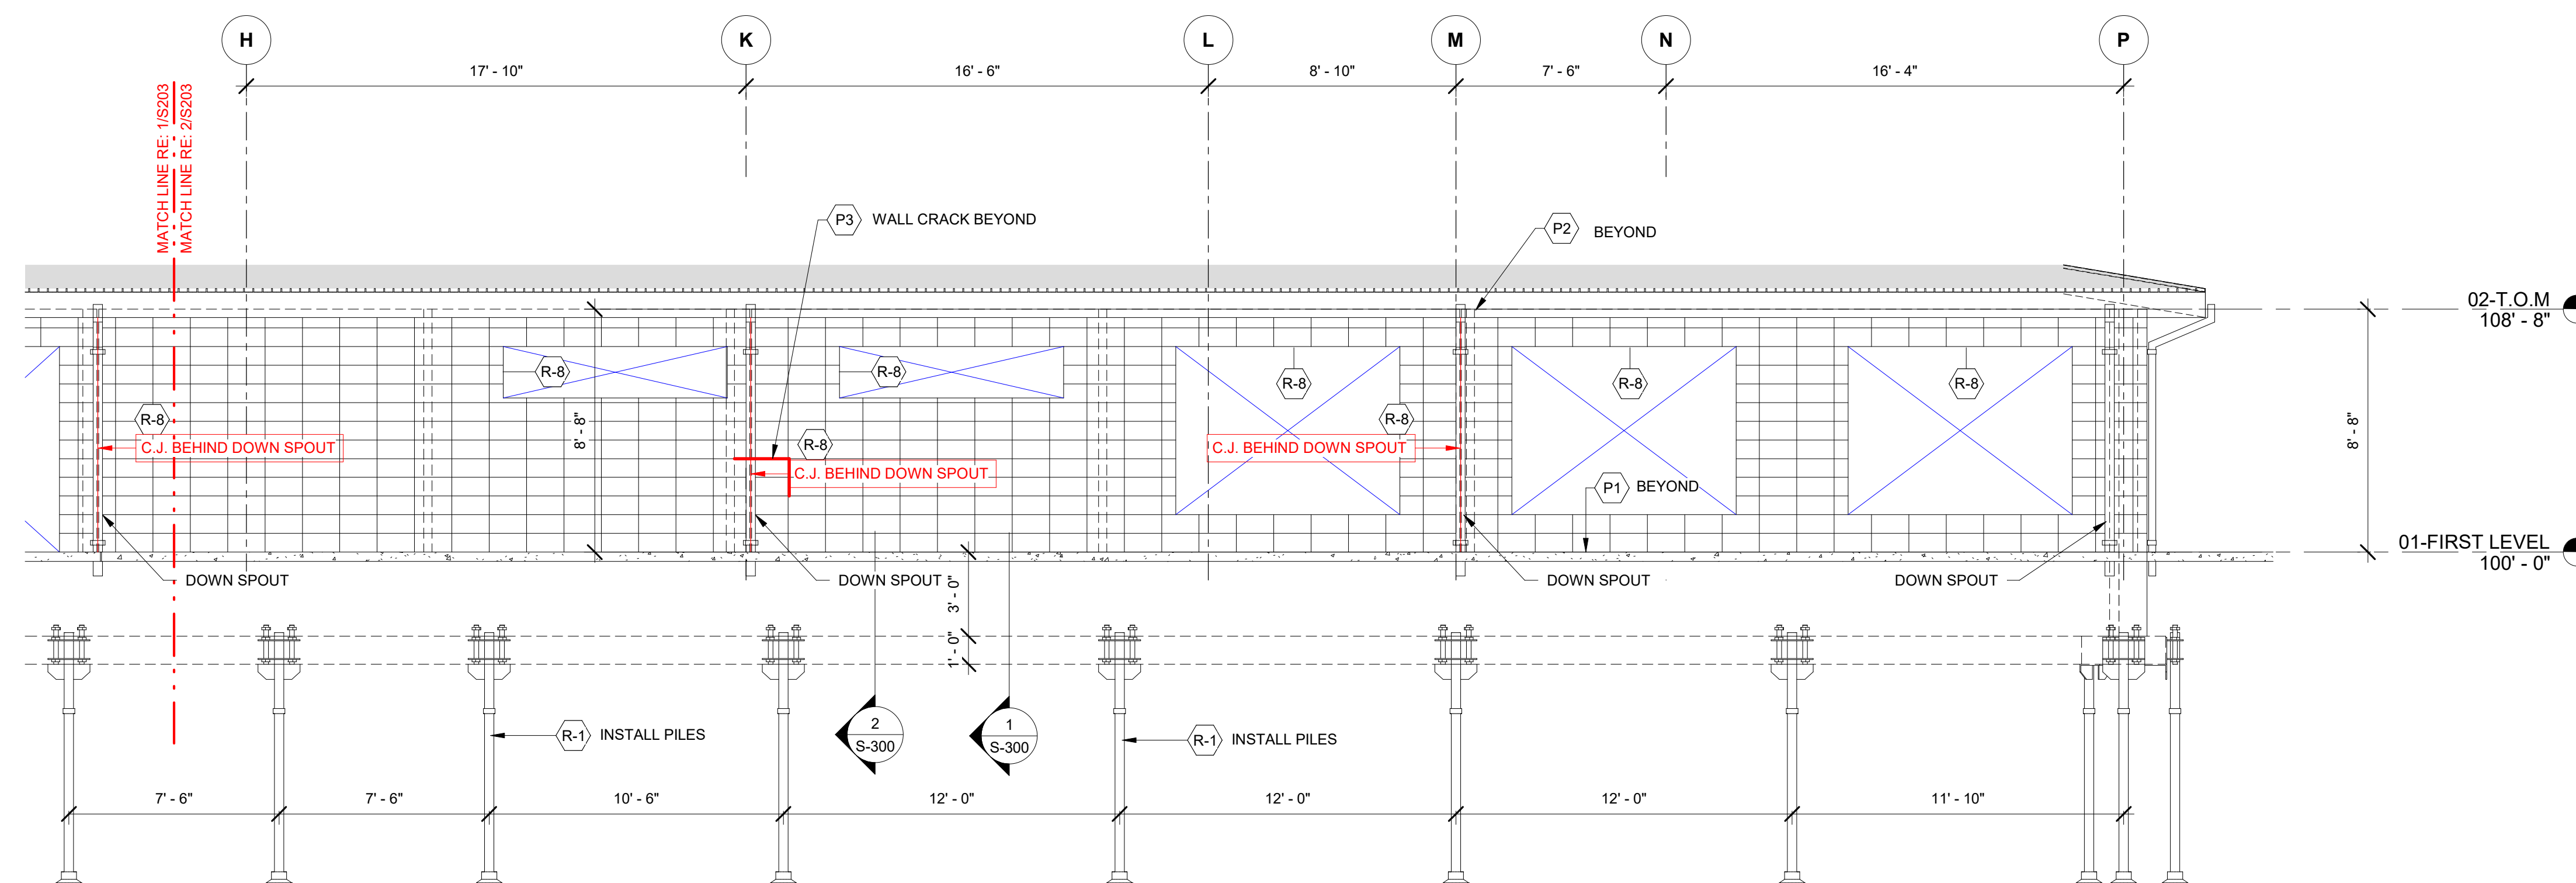 H
K
L
M
N
P
17' - 10"
16' - 6"
8' - 10"
7' - 6"
16' - 4"
MATCH LINE RE: 1/S203
MATCH LINE RE: 2/S203
P3 WALL CRACK BEYOND
P2 BEYOND
02-T.O.M
108' - 8"
R-8
R-8
R-8
R-8
R-8
R-8
R-8
R-8
8' - 8"
8' - 8"
C.J. BEHIND DOWN SPOUT
C.J. BEHIND DOWN SPOUT
C.J. BEHIND DOWN SPOUT
P1 BEYOND
01-FIRST LEVEL
100' - 0"
DOWN SPOUT
DOWN SPOUT
DOWN SPOUT
DOWN SPOUT
3' - 0"
1' - 0"
R-1 INSTALL PILES
2
S-300
1
S-300
R-1 INSTALL PILES
7' - 6"
7' - 6"
10' - 6"
12' - 0"
12' - 0"
12' - 0"
11' - 10"